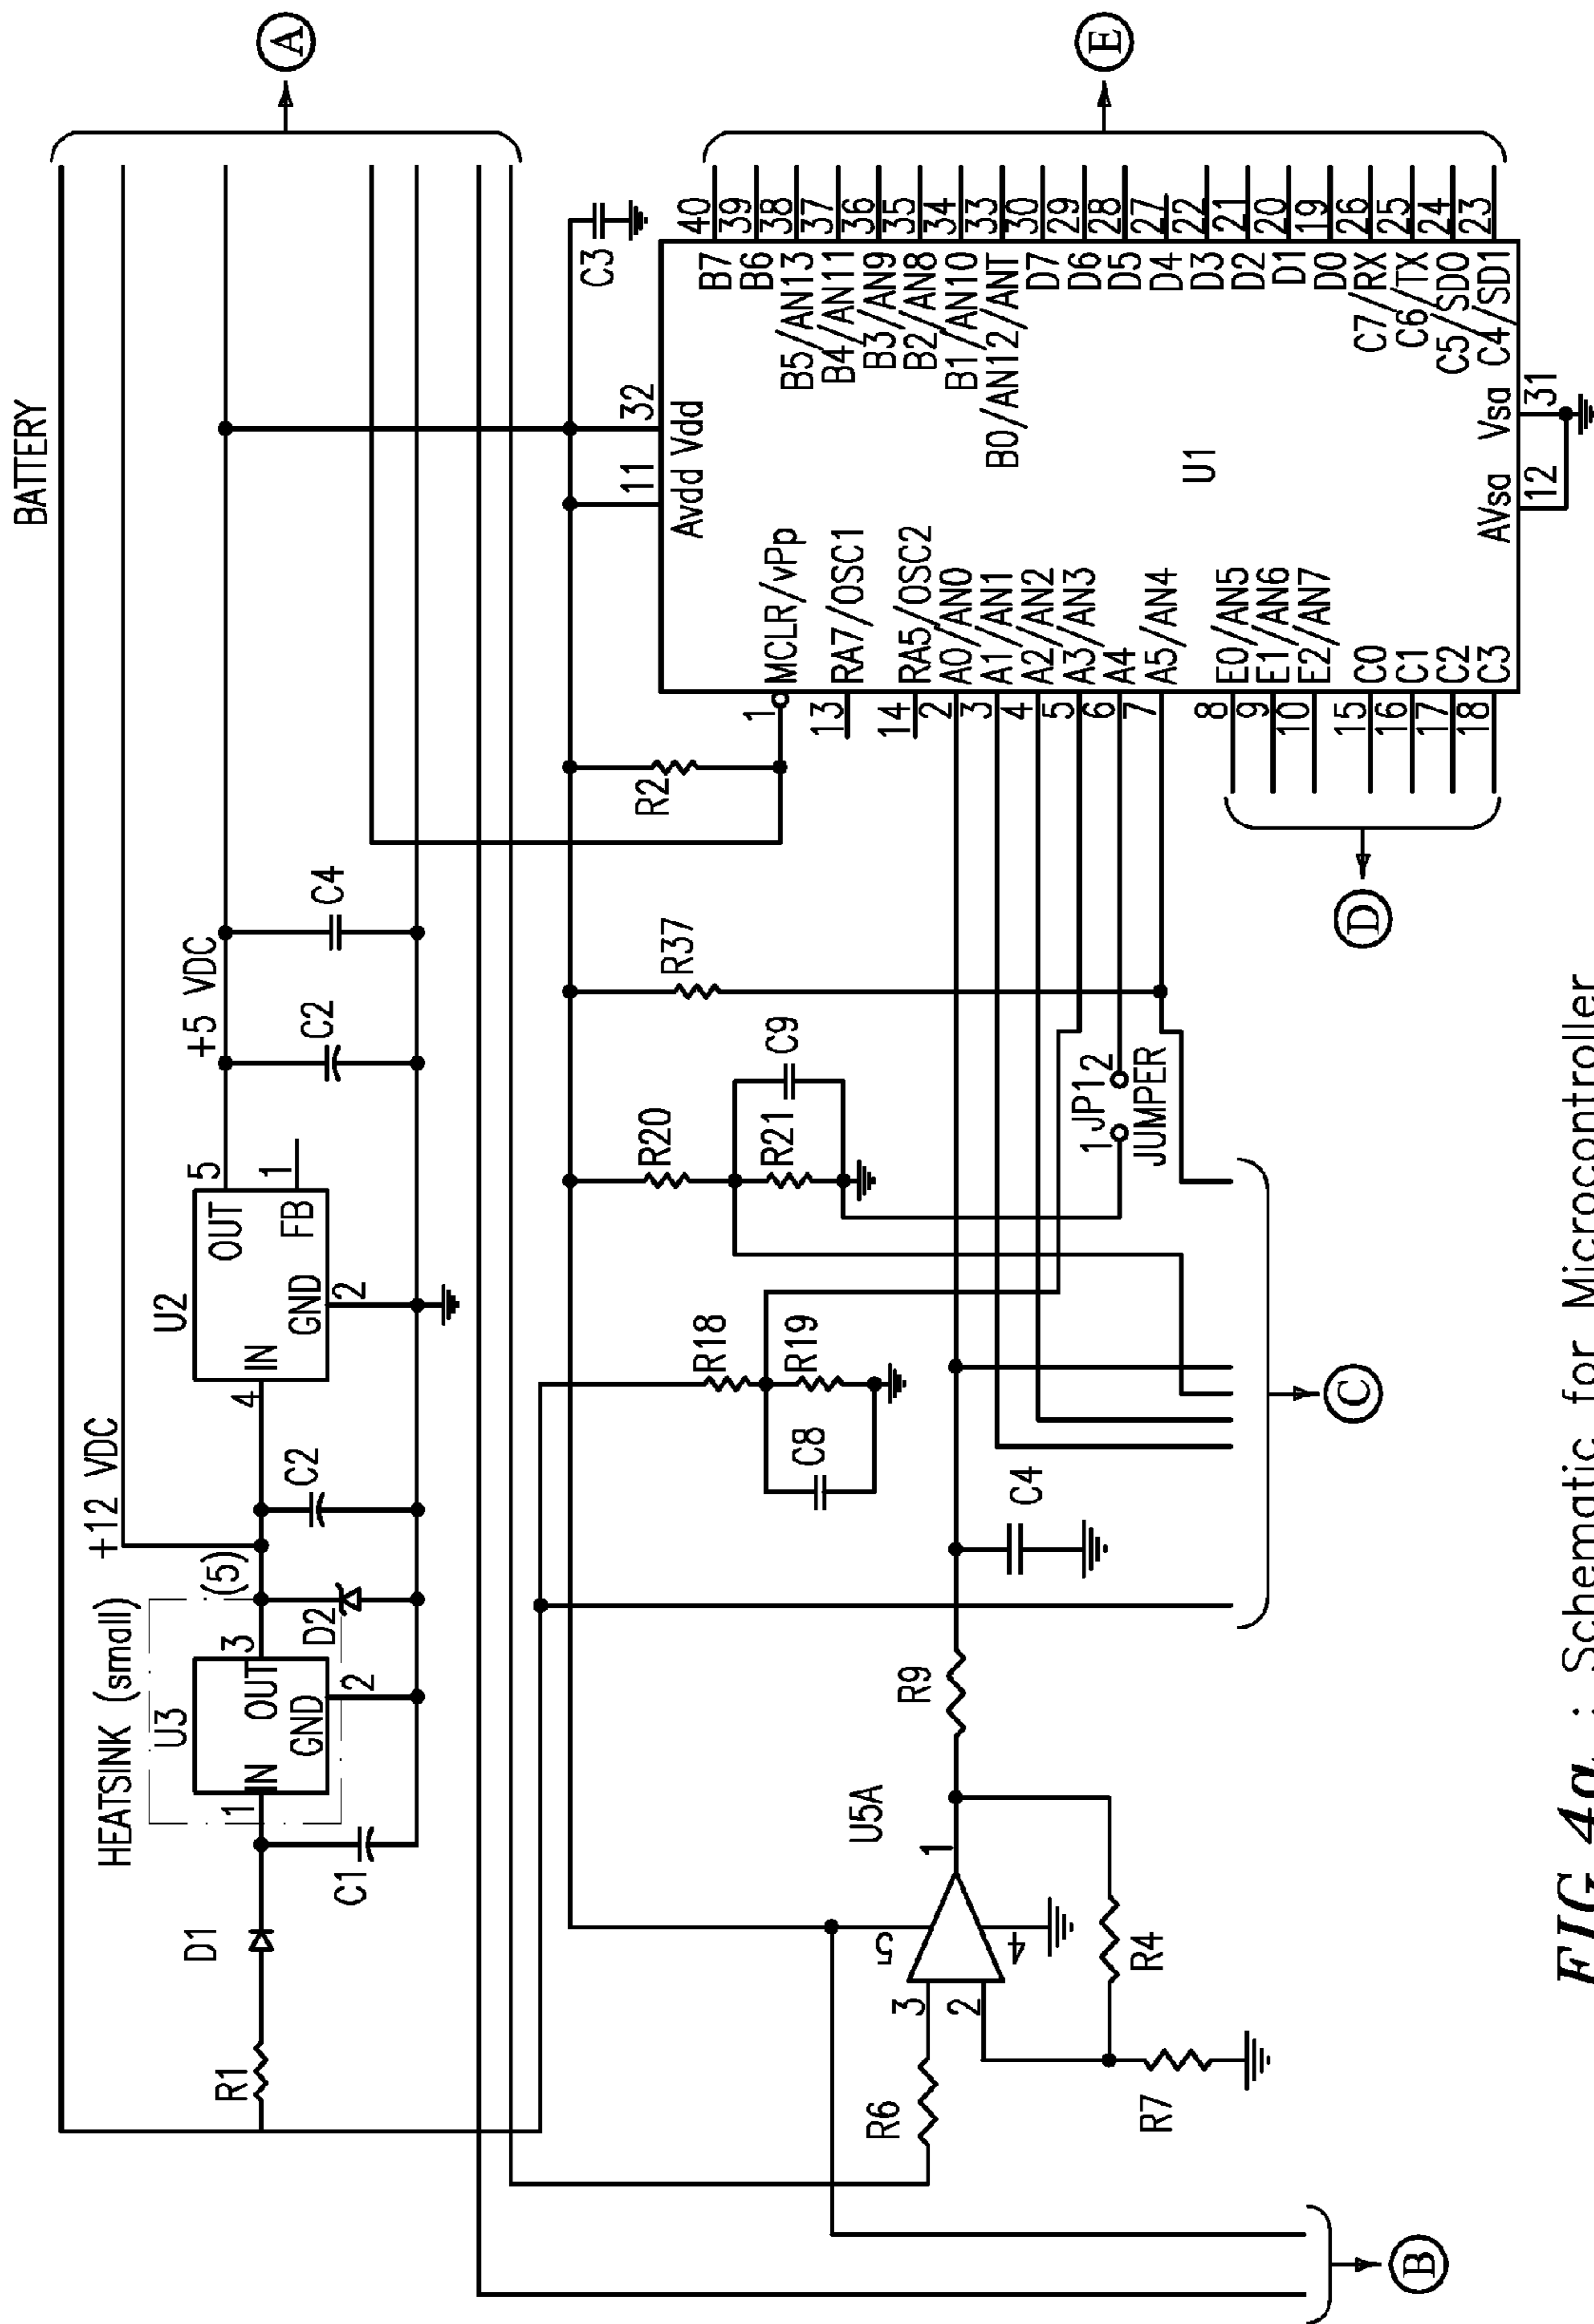 BATTERY
A
HEATSINK (small)
+12 VDC
+5 VDC
R1
D1
C1
U3
1
IN
OUT
3
GND
2
(5)
D2
C2
U2
4
IN
OUT
5
GND
2
FB
1
C2
C4
C3
R2
R37
R20
R21
C9
R18
R19
C8
JP1
1
2
JUMPER
C4
R9
U5A
1
5
4
3
2
R6
R4
R7
B
C
D
E
U1
11
Avdd
32
Vdd
1
MCLR/vPp
13
RA7/OSC1
14
RA5/OSC2
2
A0/AN0
3
A1/AN1
4
A2/AN2
5
A3/AN3
6
A4
7
A5/AN4
8
E0/AN5
9
E1/AN6
10
E2/AN7
15
C0
16
C1
17
C2
18
C3
B7
40
B6
39
B5/AN13
38
B4/AN11
37
B3/AN9
36
B2/AN8
35
B1/AN10
34
B0/AN12/ANT
33
D7
30
D6
29
D5
28
D4
27
D3
22
D2
21
D1
20
D0
19
C7/RX
26
C6/TX
25
C5/SDO
24
C4/SD1
23
AVsa
12
Vsa
31
FIG 4a : Schematic for Microcontroller